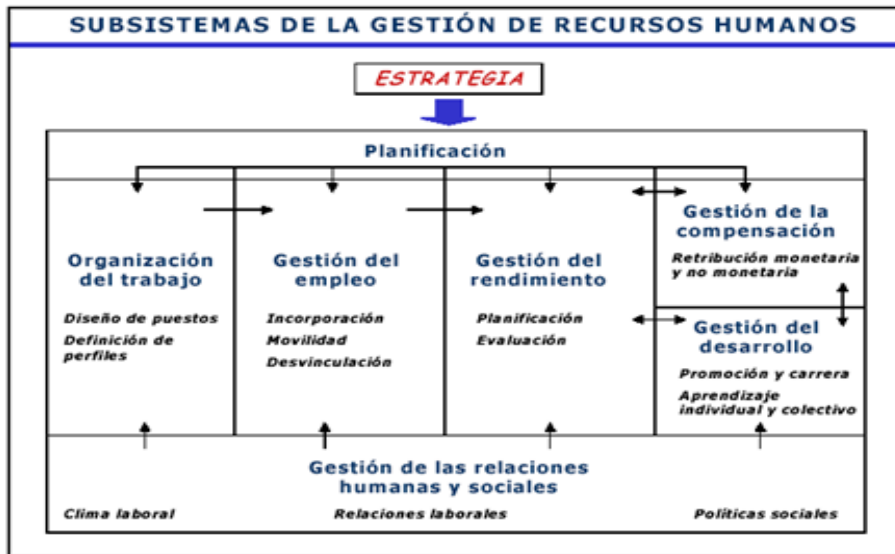 SUBSISTEMAS DE LA GESTIÓN DE RECURSOS HUMANOS
ESTRATEGIA
Planificación
Organización
del trabajo
Diseño de puestos
Definición de
perfiles
Gestión del
empleo
Incorporación
Movilidad
Desvinculación
Gestión del
rendimiento
Planificación
Evaluación
Gestión de la
compensación
Retribución monetaria
y no monetaria
Gestión del
desarrollo
Promoción y carrera
Aprendizaje
individual y colectivo
Gestión de las relaciones
humanas y sociales
Clima laboral
Relaciones laborales
Políticas sociales